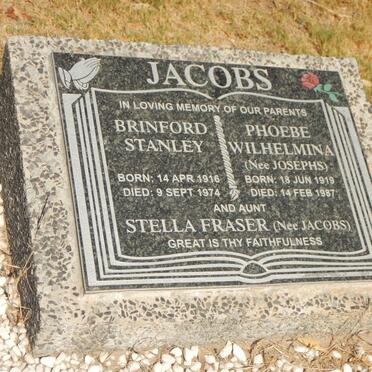 JACOBS
IN LOVING MEMORY OF OUR PARENTS
BRINFORD
STANLEY
BORN: 14 APR 1916
DIED: 9 SEPT 1974
PHOEBE
WILHELMINA
(Nee JOSEPHS)
BORN: 18 JUN 1919
DIED: 14 FEB 1987
AND AUNT
STELLA FRASER (Nee JACOBS)
GREAT IS THY FAITHFULNESS